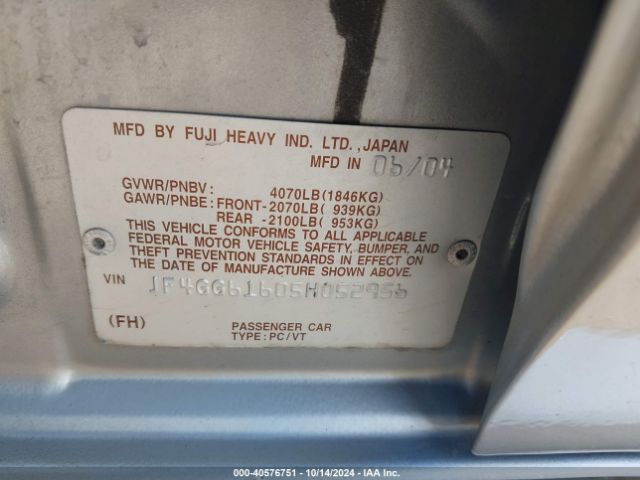 MFD BY FUJI HEAVY IND. LTD.,JAPAN
MFD IN 06/04
GVWR/PNBV : 4070LB(1846KG)
GAWR/PNBE : FRONT-2070LB( 939KG)
REAR -2100LB( 953KG)
THIS VEHICLE CONFORMS TO ALL APPLICABLE
FEDERAL MOTOR VEHICLE SAFETY, BUMPER, AND
THEFT PREVENTION STANDARDS IN EFFECT ON
THE DATE OF MANUFACTURE SHOWN ABOVE.
VIN JF4GG61605H052956
(FH) PASSENGER CAR
TYPE : PC/VT
000-40576751 - 10/14/2024 - IAA Inc.